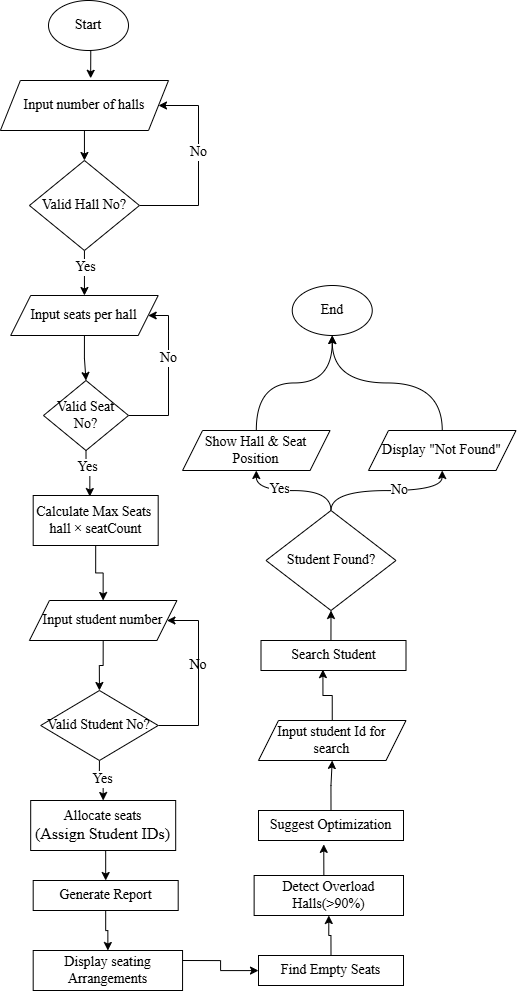 Start
Input number of halls
No
Valid Hall No?
Yes
Input seats per hall
No
Valid Seat
No?
Yes
Calculate Max Seats
hall × seatCount
Input student number
No
Valid Student No?
Yes
Allocate seats
(Assign Student IDs)
Generate Report
Display seating
Arrangements
Find Empty Seats
Detect Overload
Halls(>90%)
Suggest Optimization
Input student Id for
search
Search Student
Student Found?
Yes
No
Show Hall & Seat
Position
Display "Not Found"
End